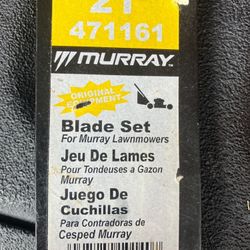 21
471161
MURRAY®
ORIGINAL
EQUIPMENT
Blade Set
For Murray Lawnmowers
Jeu De Lames
Pour Tondeuses a Gazon
Murray
Juego De
Cuchillas
Para Contradoras de
Cesped Murray